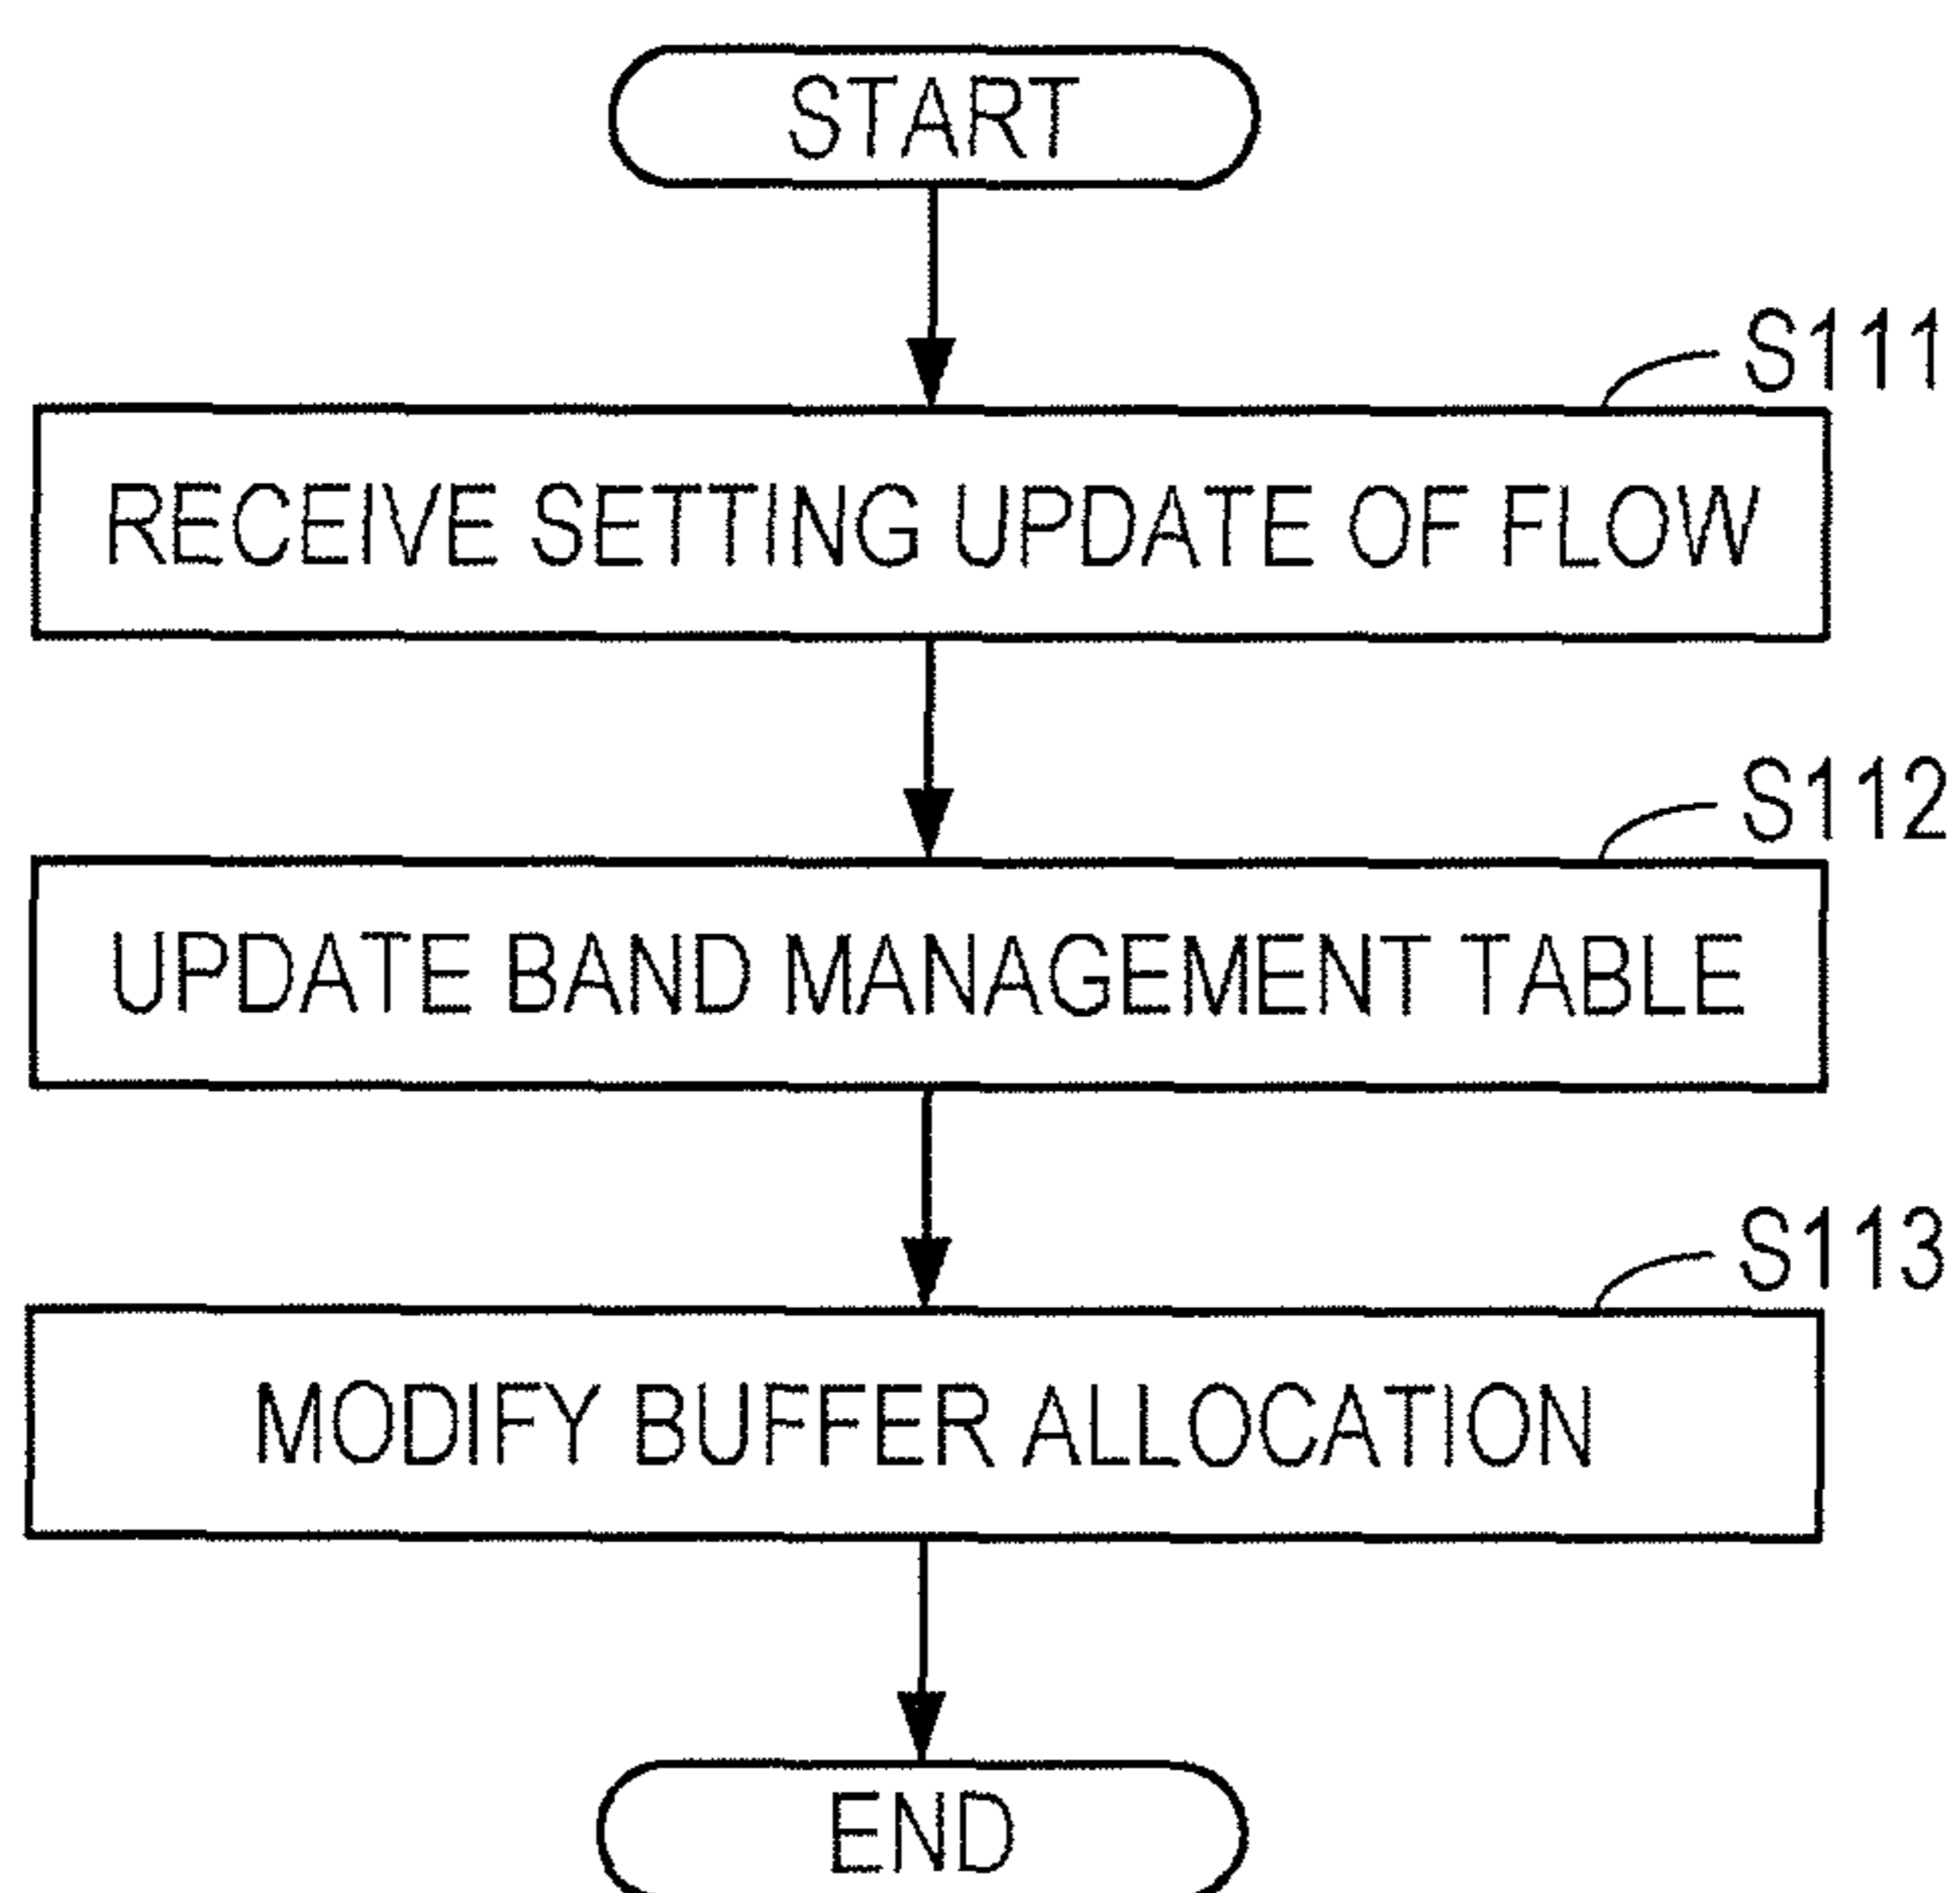 START
S111
RECEIVE SETTING UPDATE OF FLOW
S112
UPDATE BAND MANAGEMENT TABLE
S113
MODIFY BUFFER ALLOCATION
END